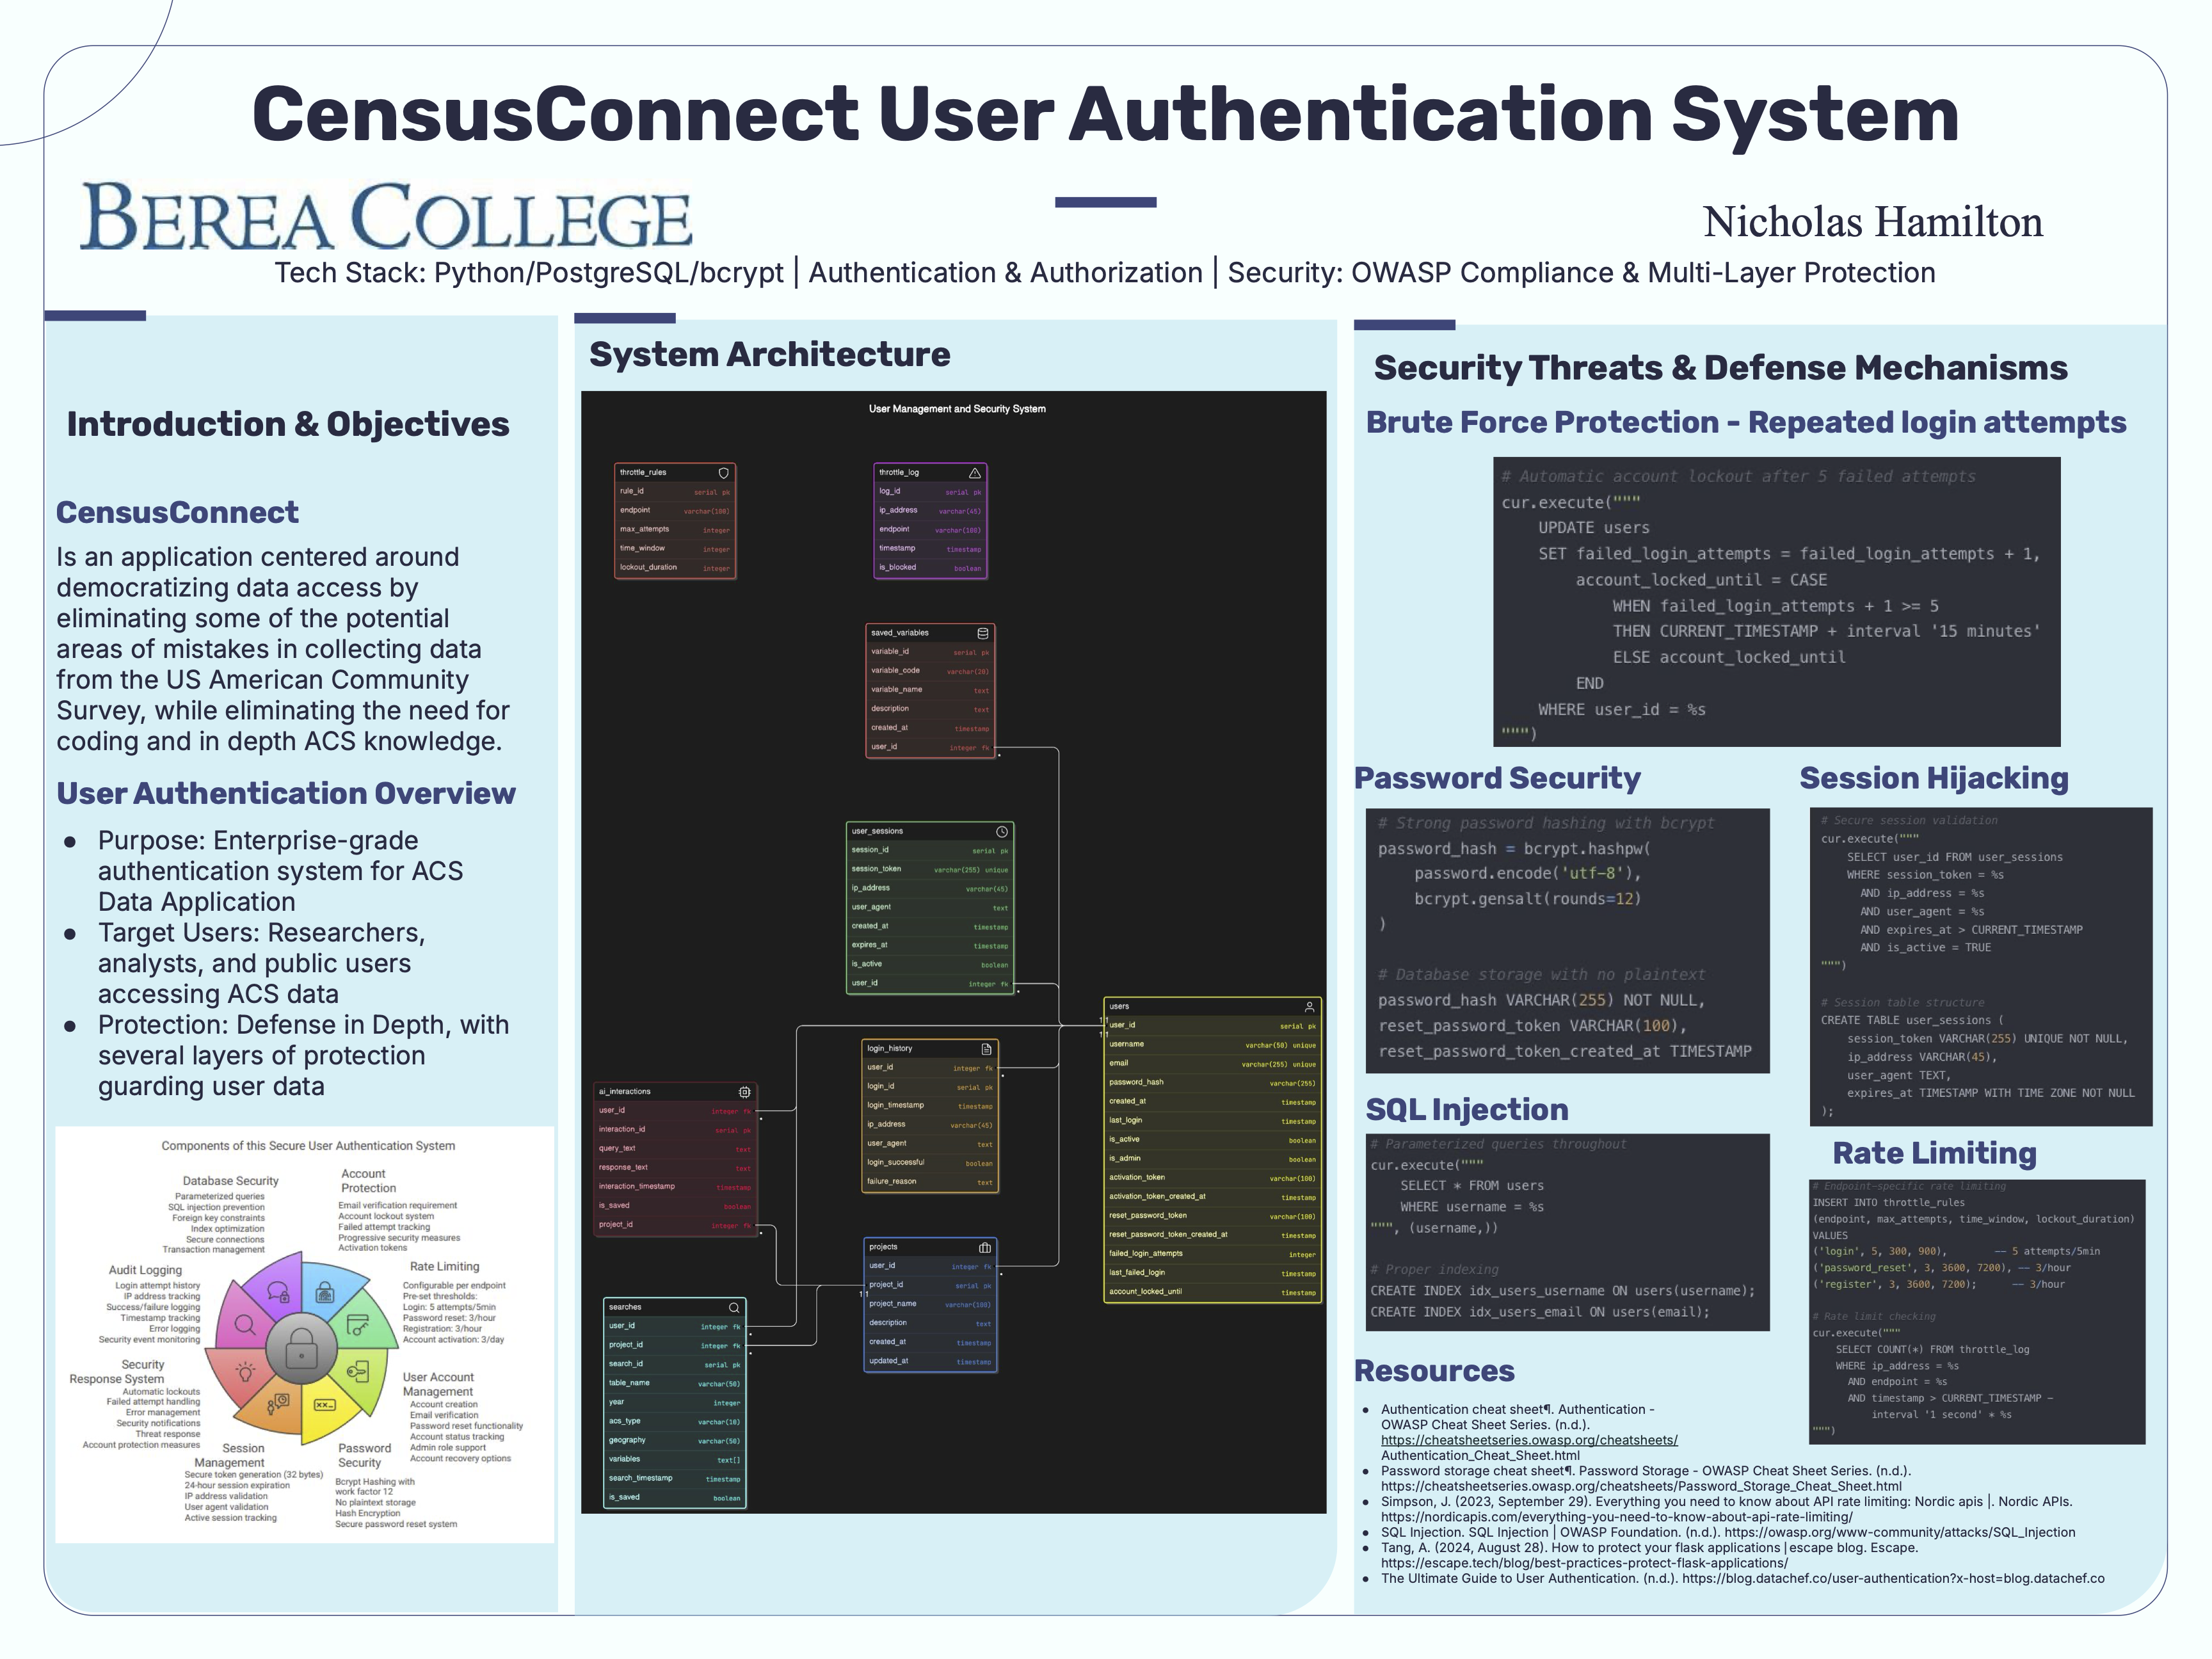 CensusConnect User Authentication System
BEREA COLLEGE
Nicholas Hamilton
Tech Stack: Python/PostgreSQL/bcrypt | Authentication & Authorization | Security: OWASP Compliance & Multi-Layer Protection
Introduction & Objectives
CensusConnect
Is an application centered around
democratizing data access by
eliminating some of the potential
areas of mistakes in collecting data
from the US American Community
Survey, while eliminating the need for
coding and in depth ACS knowledge.
User Authentication Overview
● Purpose: Enterprise-grade
authentication system for ACS
Data Application
● Target Users: Researchers,
analysts, and public users
accessing ACS data
● Protection: Defense in Depth, with
several layers of protection
guarding user data
Components of this Secure User Authentication System
Database Security
Parameterized queries
SQL injection prevention
Foreign key constraints
Index optimization
Secure connections
Transaction management
Account
Protection
Email verification requirement
Account lockout system
Failed attempt tracking
Progressive security measures
Activation tokens
Audit Logging
Login attempt history
IP address tracking
Success/failure logging
Timestamp tracking
Error logging
Security event monitoring
Rate Limiting
Configurable per endpoint
Pre-set thresholds:
Login: 5 attempts/5min
Password reset: 3/hour
Registration: 3/hour
Account activation: 3/day
Security
Response System
Automatic lockouts
Failed attempt handling
Error management
Security notifications
Threat response
Account protection measures
User Account
Management
Account creation
Email verification
Password reset functionality
Account status tracking
Admin role support
Account recovery options
Session
Management
Secure token generation (32 bytes)
24-hour session expiration
IP address validation
User agent validation
Active session tracking
Password
Security
Bcrypt Hashing with
work factor 12
No plaintext storage
Hash Encryption
Secure password reset system
System Architecture
User Management and Security System
throttle_rules
rule_id serial pk
endpoint varchar(100)
max_attempts integer
time_window integer
lockout_duration integer
throttle_log
log_id serial pk
ip_address varchar(45)
endpoint varchar(100)
timestamp timestamp
is_blocked boolean
saved_variables
variable_id serial pk
variable_code varchar(20)
variable_name text
description text
created_at timestamp
user_id integer fk
user_sessions
session_id serial pk
session_token varchar(255) unique
ip_address varchar(45)
user_agent text
created_at timestamp
expires_at timestamp
is_active boolean
user_id integer fk
users
user_id serial pk
username varchar(50) unique
email varchar(255) unique
password_hash varchar(255)
created_at timestamp
last_login timestamp
is_active boolean
is_admin boolean
activation_token varchar(100)
activation_token_created_at timestamp
reset_password_token varchar(100)
reset_password_token_created_at timestamp
failed_login_attempts integer
last_failed_login timestamp
account_locked_until timestamp
login_history
user_id integer fk
login_id serial pk
login_timestamp timestamp
ip_address varchar(45)
user_agent text
login_successful boolean
failure_reason text
ai_interactions
user_id integer fk
interaction_id serial pk
query_text text
response_text text
interaction_timestamp timestamp
is_saved boolean
project_id integer fk
projects
user_id integer fk
project_id serial pk
project_name varchar(100)
description text
created_at timestamp
updated_at timestamp
searches
user_id integer fk
project_id integer fk
search_id serial pk
table_name varchar(50)
year integer
acs_type varchar(10)
geography varchar(50)
variables text[]
search_timestamp timestamp
is_saved boolean
Security Threats & Defense Mechanisms
Brute Force Protection - Repeated login attempts
# Automatic account lockout after 5 failed attempts
cur.execute("""
UPDATE users
SET failed_login_attempts = failed_login_attempts + 1,
account_locked_until = CASE
WHEN failed_login_attempts + 1 >= 5
THEN CURRENT_TIMESTAMP + interval '15 minutes'
ELSE account_locked_until
END
WHERE user_id = %s
""")
Password Security
# Strong password hashing with bcrypt
password_hash = bcrypt.hashpw(
password.encode('utf-8'),
bcrypt.gensalt(rounds=12)
)
# Database storage with no plaintext
password_hash VARCHAR(255) NOT NULL,
reset_password_token VARCHAR(100),
reset_password_token_created_at TIMESTAMP
Session Hijacking
# Secure session validation
cur.execute("""
SELECT user_id FROM user_sessions
WHERE session_token = %s
AND ip_address = %s
AND user_agent = %s
AND expires_at > CURRENT_TIMESTAMP
AND is_active = TRUE
""")
# Session table structure
CREATE TABLE user_sessions (
session_token VARCHAR(255) UNIQUE NOT NULL,
ip_address VARCHAR(45),
user_agent TEXT,
expires_at TIMESTAMP WITH TIME ZONE NOT NULL
);
SQL Injection
# Parameterized queries throughout
cur.execute("""
SELECT * FROM users
WHERE username = %s
""", (username,))
# Proper indexing
CREATE INDEX idx_users_username ON users(username);
CREATE INDEX idx_users_email ON users(email);
Rate Limiting
# Endpoint-specific rate limiting
INSERT INTO throttle_rules
(endpoint, max_attempts, time_window, lockout_duration)
VALUES
('login', 5, 300, 900), -- 5 attempts/5min
('password_reset', 3, 3600, 7200), -- 3/hour
('register', 3, 3600, 7200); -- 3/hour
# Rate limit checking
cur.execute("""
SELECT COUNT(*) FROM throttle_log
WHERE ip_address = %s
AND endpoint = %s
AND timestamp > CURRENT_TIMESTAMP -
interval '1 second' * %s
""")
Resources
● Authentication cheat sheet¶. Authentication -
OWASP Cheat Sheet Series. (n.d.).
https://cheatsheetseries.owasp.org/cheatsheets/
Authentication_Cheat_Sheet.html
● Password storage cheat sheet¶. Password Storage - OWASP Cheat Sheet Series. (n.d.).
https://cheatsheetseries.owasp.org/cheatsheets/Password_Storage_Cheat_Sheet.html
● Simpson, J. (2023, September 29). Everything you need to know about API rate limiting: Nordic apis |. Nordic APIs.
https://nordicapis.com/everything-you-need-to-know-about-api-rate-limiting/
● SQL Injection. SQL Injection | OWASP Foundation. (n.d.). https://owasp.org/www-community/attacks/SQL_Injection
● Tang, A. (2024, August 28). How to protect your flask applications | escape blog. Escape.
https://escape.tech/blog/best-practices-protect-flask-applications/
● The Ultimate Guide to User Authentication. (n.d.). https://blog.datachef.co/user-authentication?x-host=blog.datachef.co